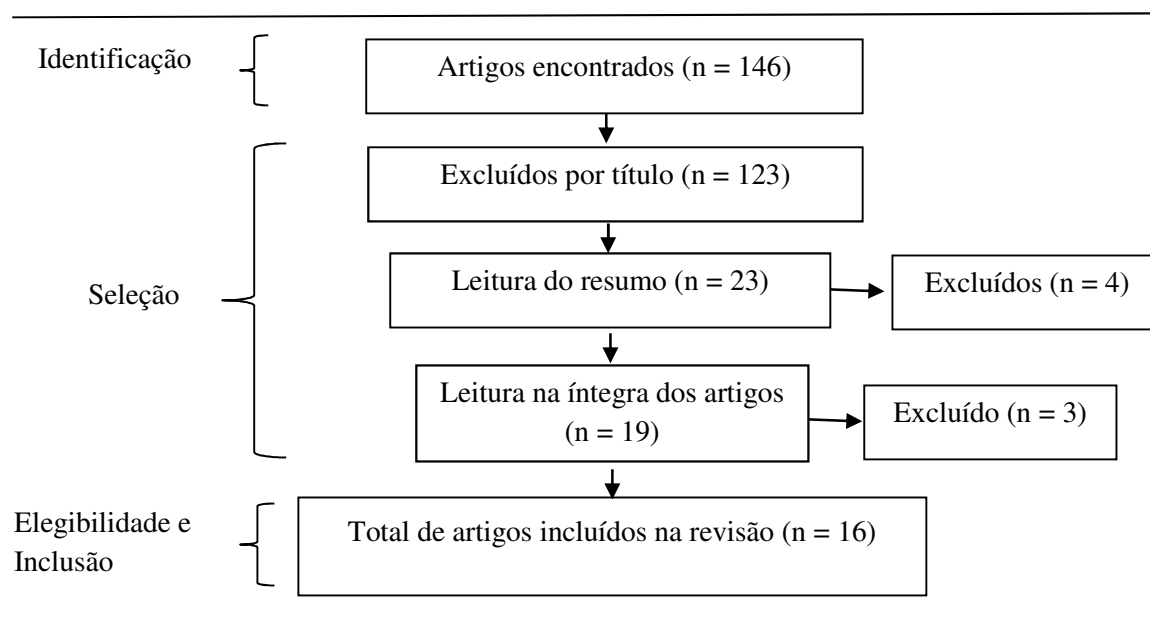 Identificação
Artigos encontrados (n = 146)
Excluídos por título (n = 123)
Seleção
Leitura do resumo (n = 23)
Excluídos (n = 4)
Leitura na íntegra dos artigos
(n = 19)
Excluído (n = 3)
Elegibilidade e
Inclusão
Total de artigos incluídos na revisão (n = 16)